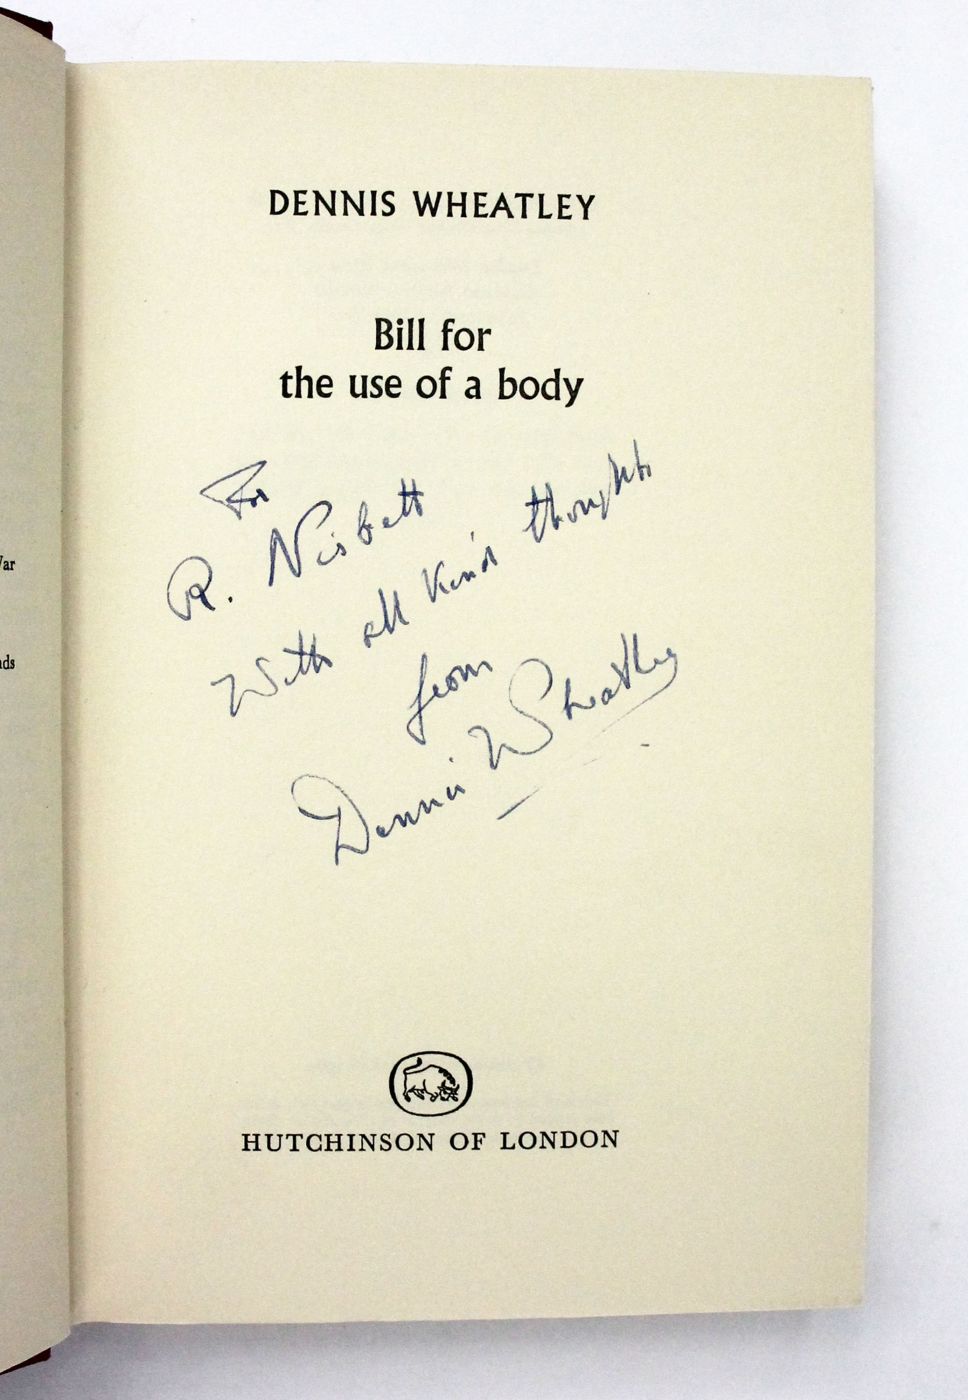 DENNIS WHEATLEY
Bill for
the use of a body
For
R. Nisbett
With all kind thoughts
from
Dennis Wheatley
HUTCHINSON OF LONDON